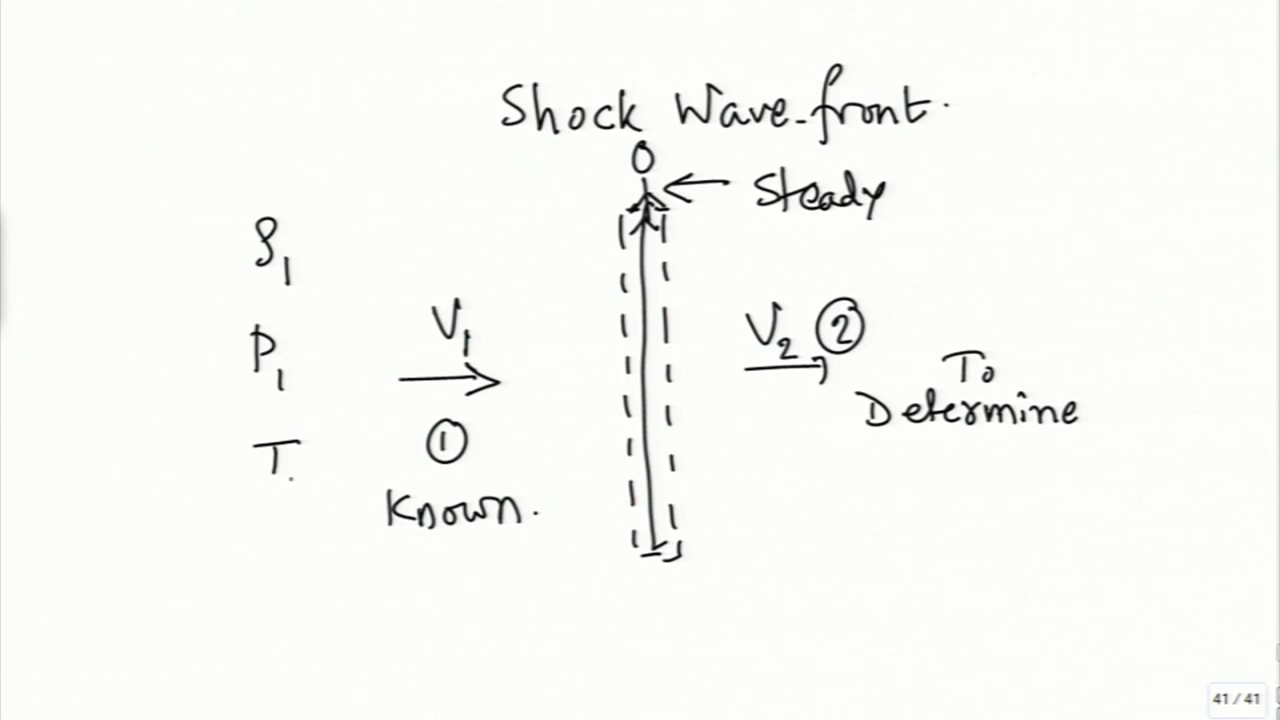 Shock Wave-front.
0
Steady
ρ1
P1
T.
V1
①
Known.
V2 ②
To
Determine
41 / 41